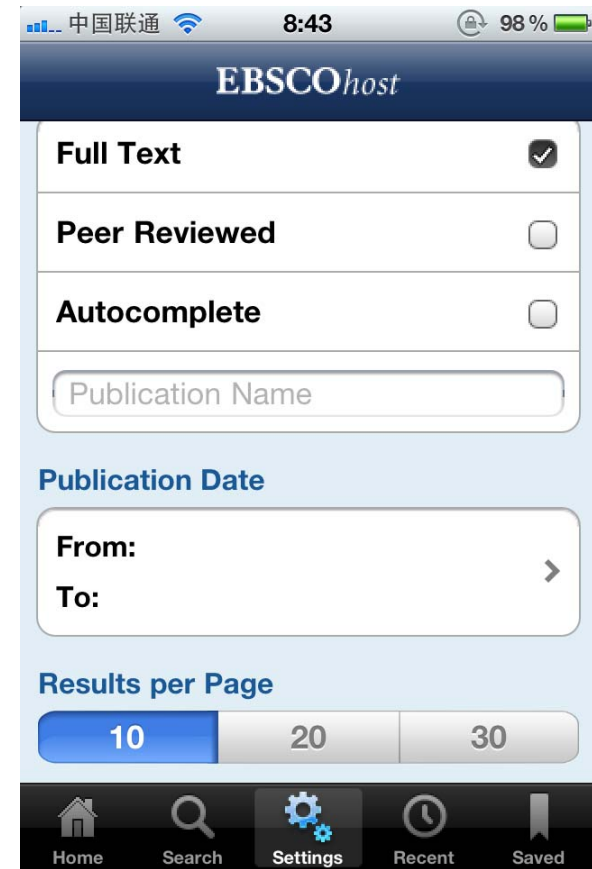 中国联通 8:43 98%
EBSCOhost
Full Text
Peer Reviewed
Autocomplete
Publication Name
Publication Date
From:
To:
Results per Page
10 20 30
Home Search Settings Recent Saved